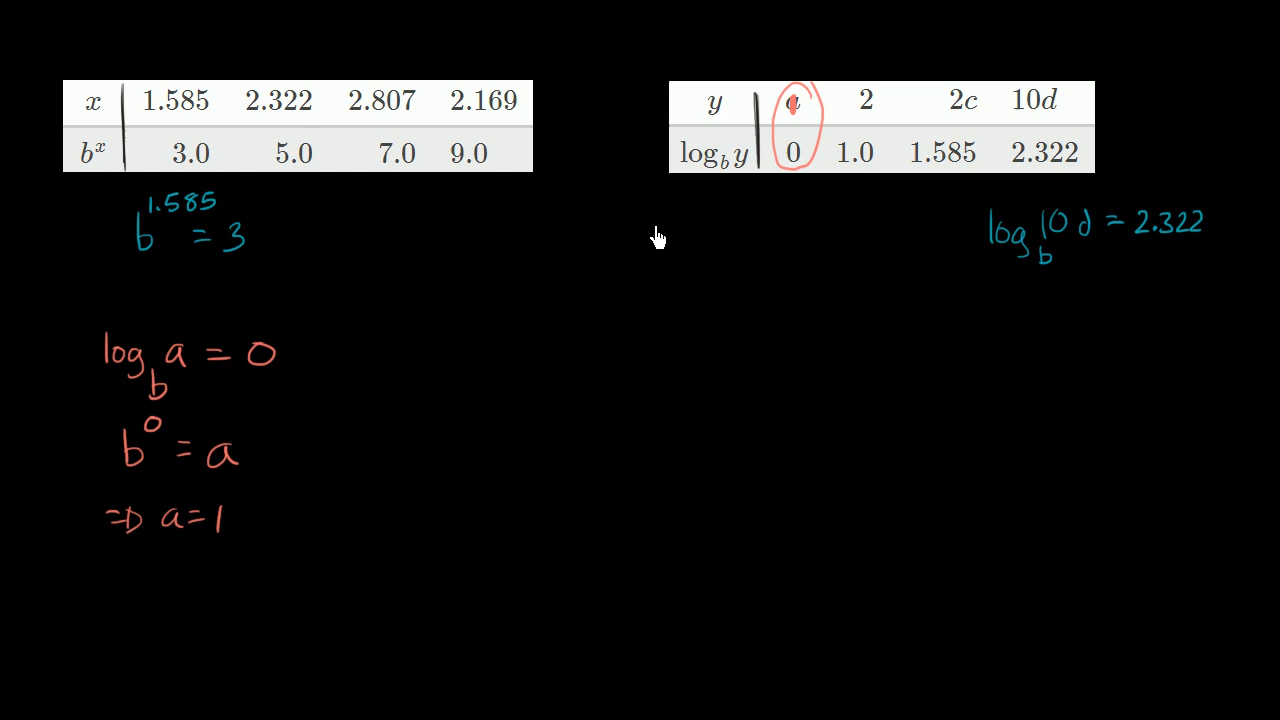 x 1.585 2.322 2.807 2.169
b^x 3.0 5.0 7.0 9.0
y a 2 2c 10d
log_b y 0 1.0 1.585 2.322
b^1.585 = 3
log_b 10d = 2.322
log_b a = 0
b^0 = a
⇒ a = 1